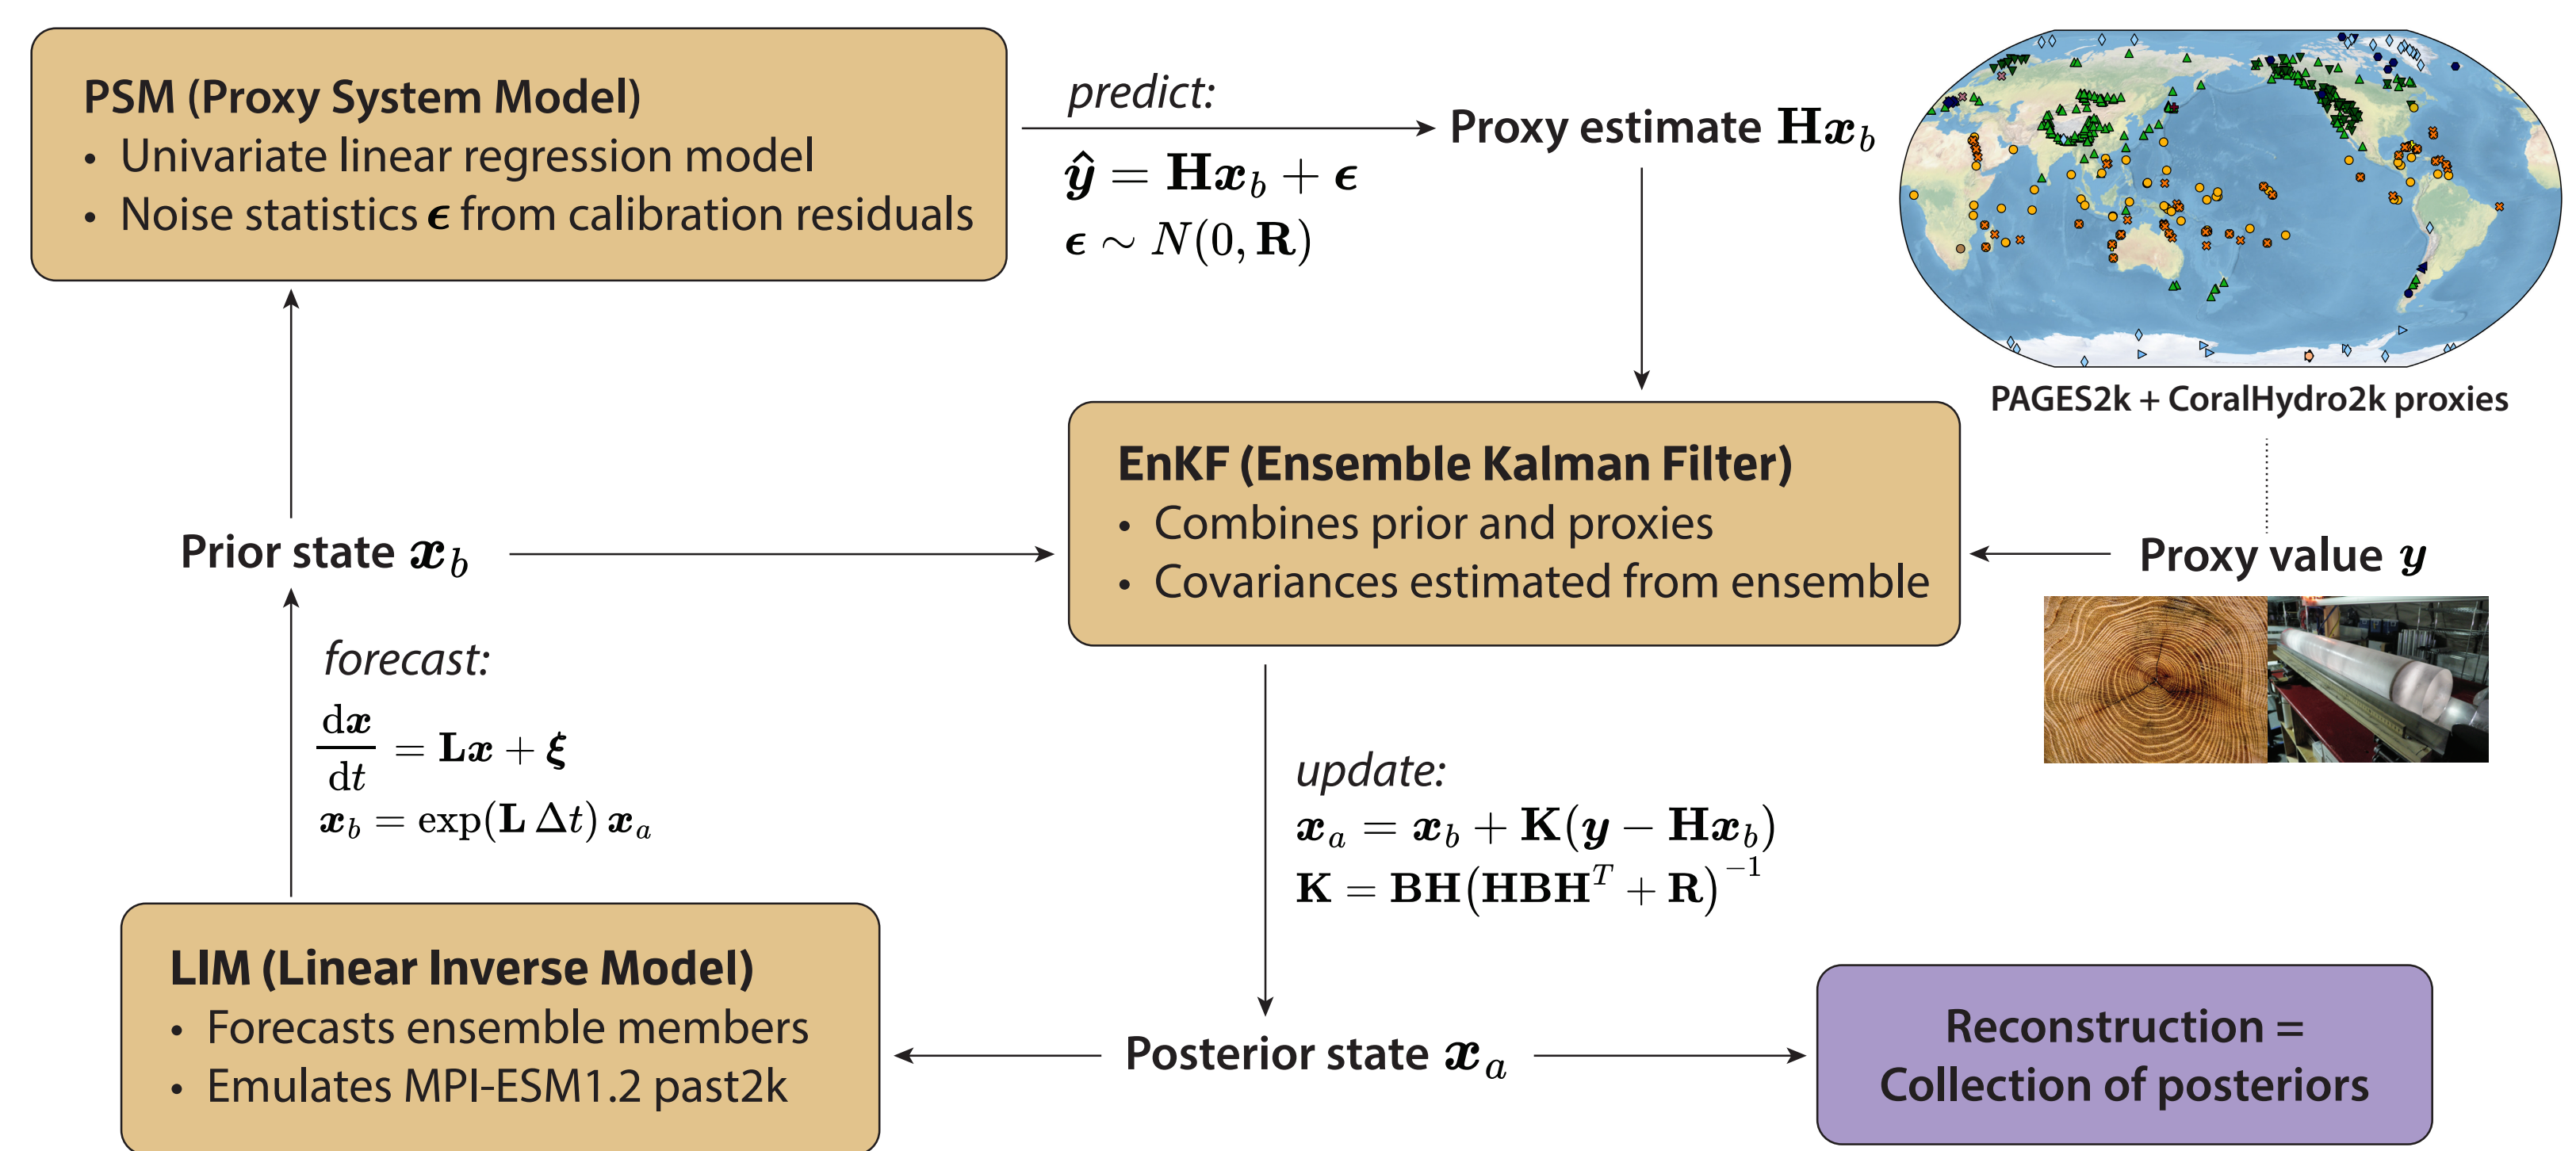 PSM (Proxy System Model)
• Univariate linear regression model
• Noise statistics ϵ from calibration residuals
predict:
ŷ = Hx_b + ϵ
ϵ ∼ N(0, R)
Proxy estimate Hx_b
PAGES2k + CoralHydro2k proxies
EnKF (Ensemble Kalman Filter)
• Combines prior and proxies
• Covariances estimated from ensemble
Prior state x_b
Proxy value y
forecast:
dx/dt = Lx + ξ
x_b = exp(L Δt) x_a
update:
x_a = x_b + K(y − Hx_b)
K = BH(HBH^T + R)^−1
LIM (Linear Inverse Model)
• Forecasts ensemble members
• Emulates MPI-ESM1.2 past2k
Posterior state x_a
Reconstruction =
Collection of posteriors